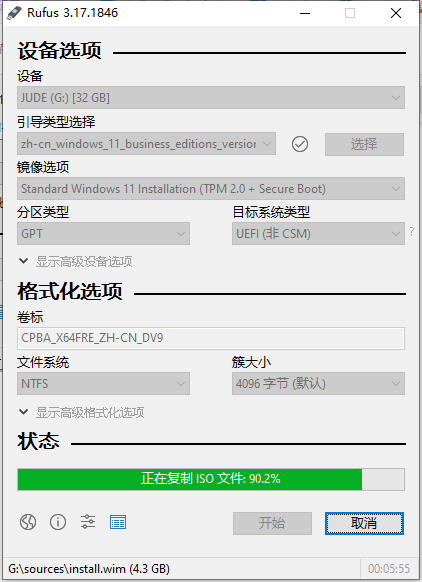 Rufus 3.17.1846
设备选项
设备
JUDE (G:) [32 GB]
引导类型选择
zh-cn_windows_11_business_editions_version
选择
镜像选项
Standard Windows 11 Installation (TPM 2.0 + Secure Boot)
分区类型 目标系统类型
GPT UEFI (非 CSM) ?
显示高级设备选项
格式化选项
卷标
CPBA_X64FRE_ZH-CN_DV9
文件系统 簇大小
NTFS 4096 字节 (默认)
显示高级格式化选项
状态
正在复制 ISO 文件: 90.2%
开始 取消
G:\sources\install.wim (4.3 GB) 00:05:55